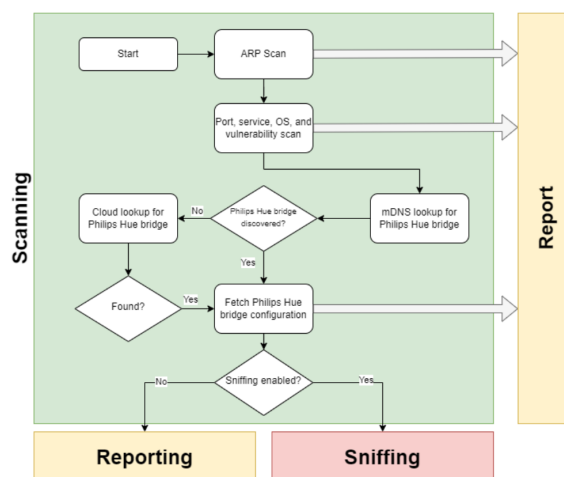 Start
ARP Scan
Port, service, OS, and
vulnerability scan
Cloud lookup for
Philips Hue bridge
No
Philips Hue bridge
discovered?
mDNS lookup for
Philips Hue bridge
Yes
Found?
Yes
Fetch Philips Hue
bridge configuration
No
Sniffing enabled?
Yes
Scanning
Report
Reporting
Sniffing